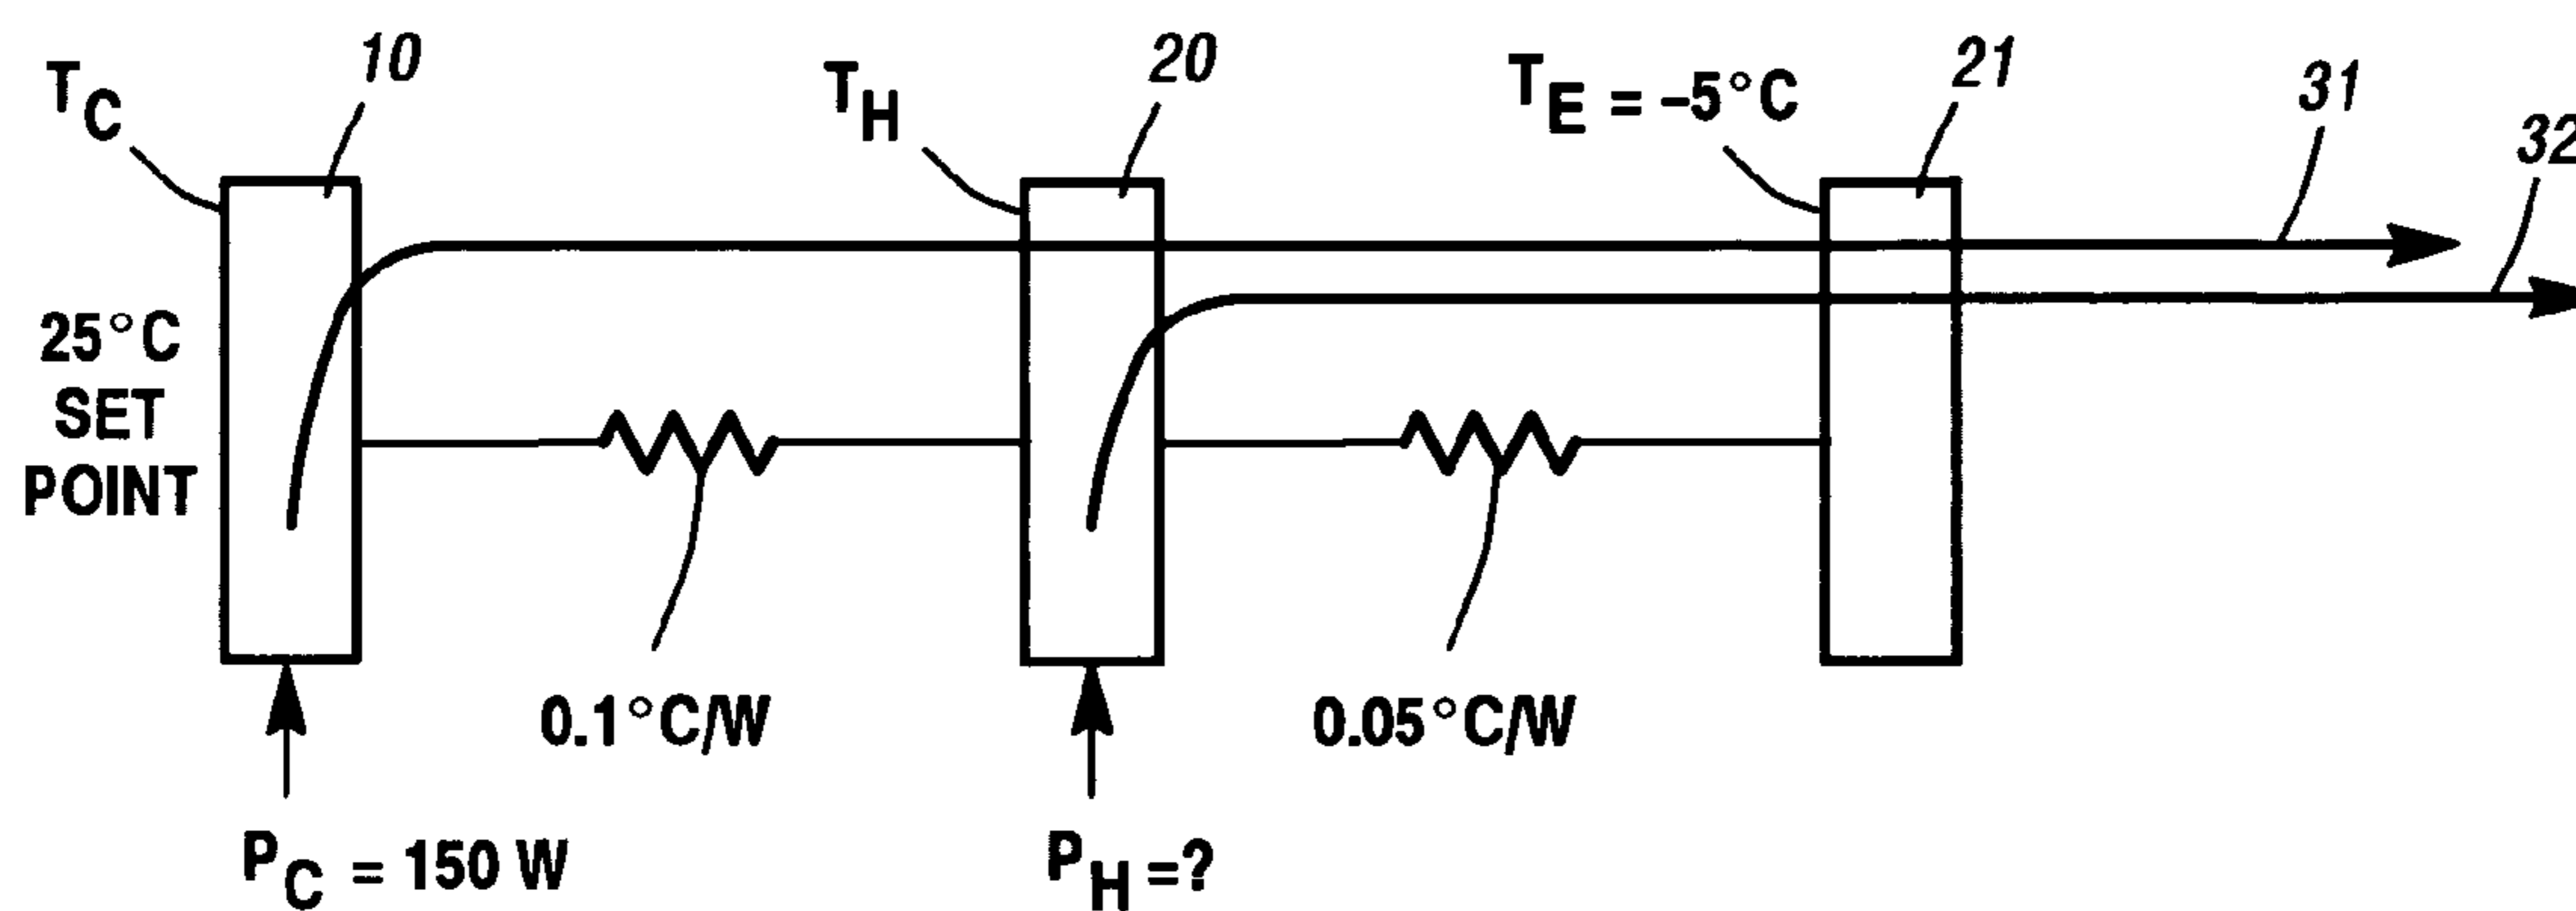 T_C
10
T_H
20
T_E = –5°C
21
31
32
25°C
SET
POINT
0.1°C/W
0.05°C/W
P_C = 150 W
P_H =?